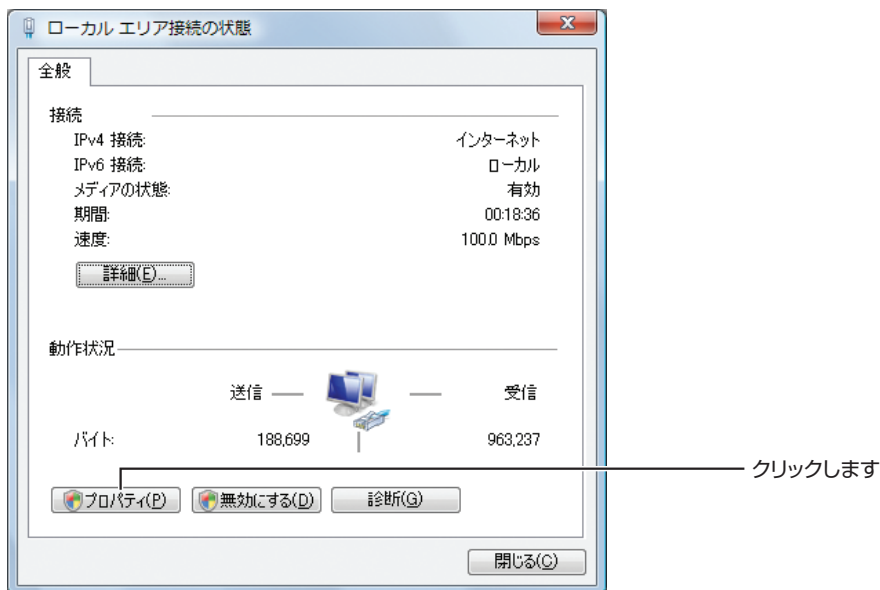 ローカル エリア接続の状態
全般
接続
IPv4 接続: インターネット
IPv6 接続: ローカル
メディアの状態: 有効
期間: 00:18:36
速度: 100.0 Mbps
詳細(E)...
動作状況
送信 受信
バイト: 188,699 963,237
クリックします
プロパティ(P) 無効にする(D) 診断(G)
閉じる(C)